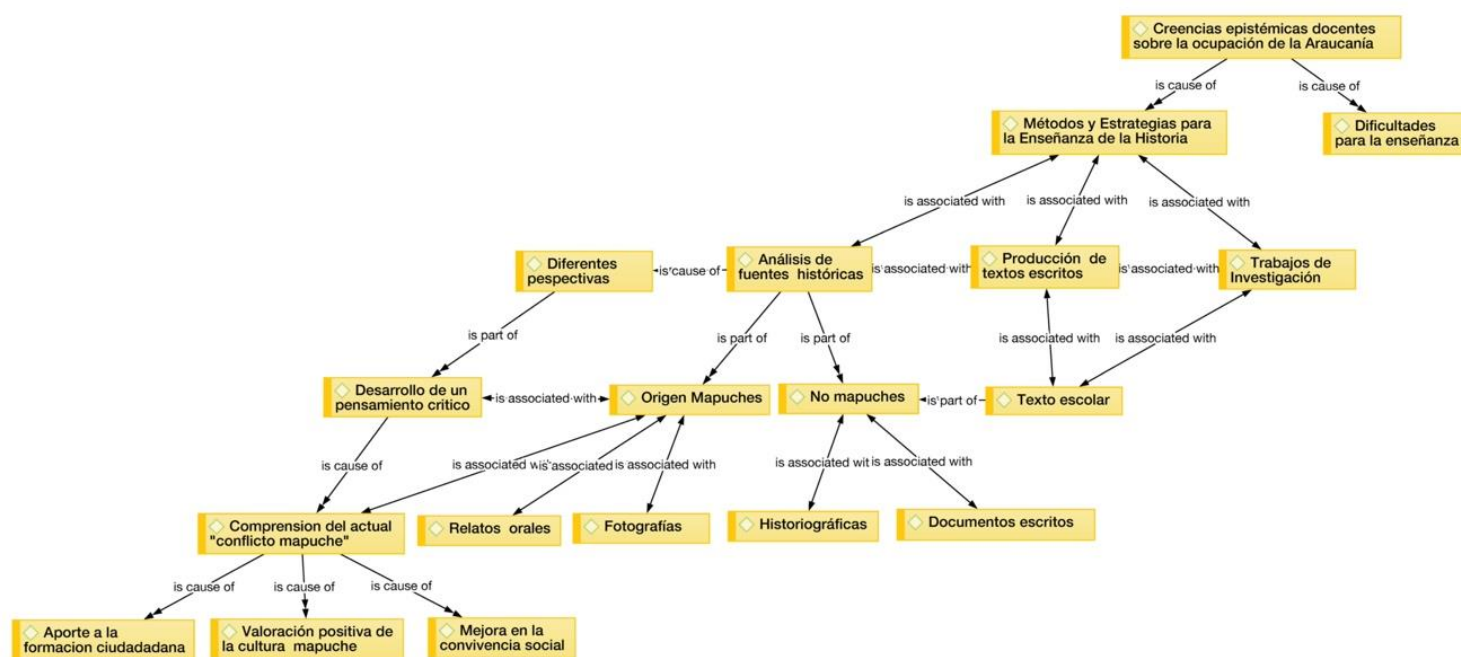 Creencias epistémicas docentes
sobre la ocupación de la Araucanía
is cause of
is cause of
Métodos y Estrategias para
la Enseñanza de la Historia
Dificultades
para la enseñanza
is associated with
is associated with
is associated with
Diferentes
pespectivas
is cause of
Análisis de
fuentes históricas
is associated with
Producción de
textos escritos
is associated with
Trabajos de
Investigación
is part of
is part of
is part of
is associated with
is associated with
Desarrollo de un
pensamiento critico
is associated with
Origen Mapuches
No mapuches
is part of
Texto escolar
is cause of
is associated w
is associated
is associated with
is associated wit
is associated with
Comprension del actual
"conflicto mapuche"
Relatos orales
Fotografías
Historiográficas
Documentos escritos
is cause of
is cause of
is cause of
Aporte a la
formacion ciudadadana
Valoración positiva de
la cultura mapuche
Mejora en la
convivencia social